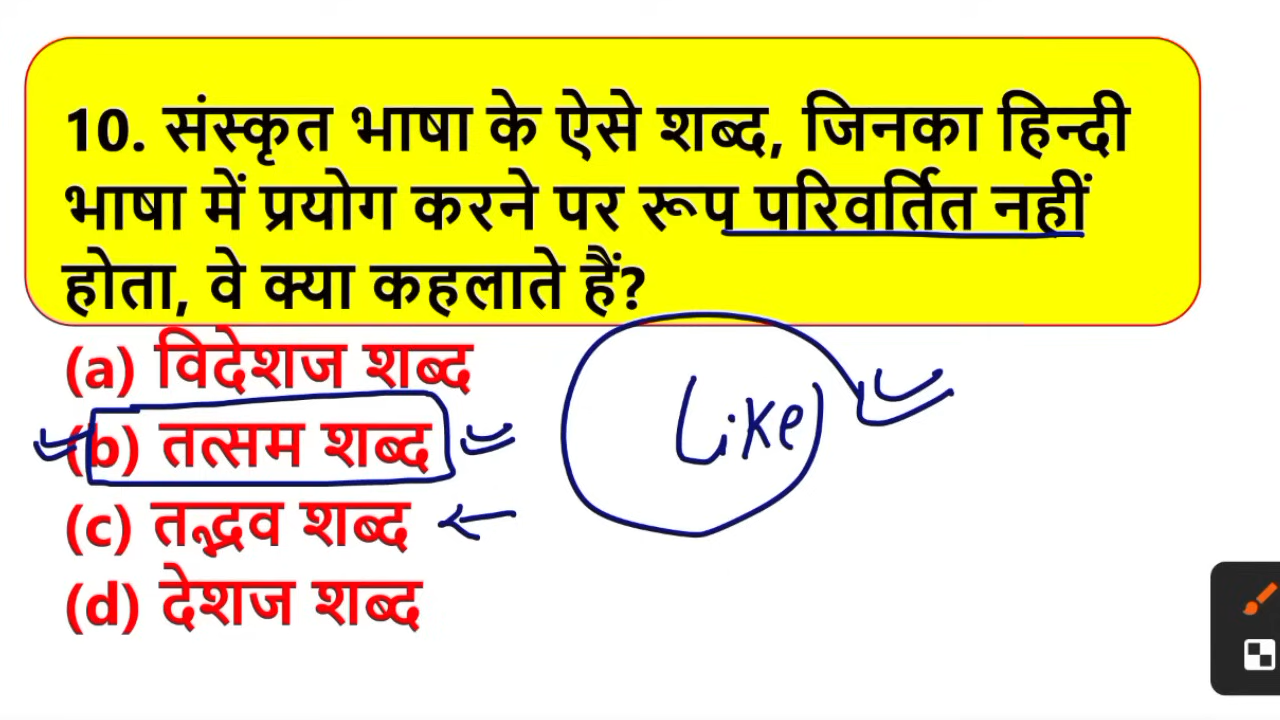 10. संस्कृत भाषा के ऐसे शब्द, जिनका हिन्दी
भाषा में प्रयोग करने पर रूप परिवर्तित नहीं
होता, वे क्या कहलाते हैं?
(a) विदेशज शब्द
(b) तत्सम शब्द
Like
(c) तद्भव शब्द
(d) देशज शब्द